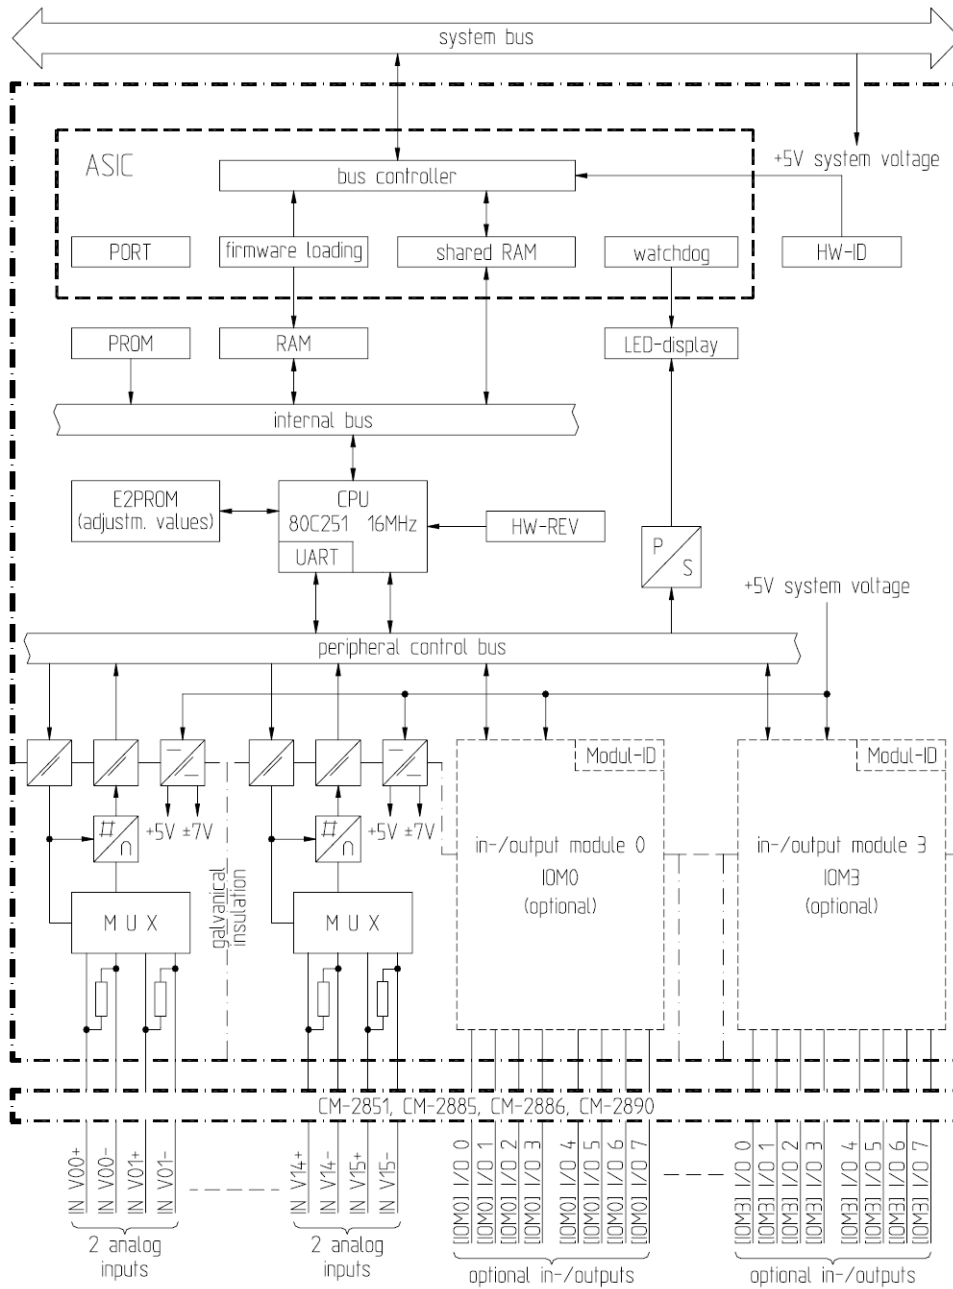 system bus
+5V system voltage
ASIC
bus controller
PORT
firmware loading
shared RAM
watchdog
HW-ID
PROM
RAM
LED-display
internal bus
E2PROM
(adjustm. values)
CPU
80C251 16MHz
UART
HW-REV
P
S
+5V system voltage
peripheral control bus
Modul-ID
Modul-ID
+5V ±7V
+5V ±7V
#
n
#
n
in-/output module 0
IOM0
(optional)
in-/output module 3
IOM3
(optional)
MUX
galvanical
insulation
MUX
CM-2851, CM-2885, CM-2886, CM-2890
IN V00+
IN V00-
IN V01+
IN V01-
IN V14+
IN V14-
IN V15+
IN V15-
[IOM0] I/O 0
[IOM0] I/O 1
[IOM0] I/O 2
[IOM0] I/O 3
[IOM0] I/O 4
[IOM0] I/O 5
[IOM0] I/O 6
[IOM0] I/O 7
[IOM3] I/O 0
[IOM3] I/O 1
[IOM3] I/O 2
[IOM3] I/O 3
[IOM3] I/O 4
[IOM3] I/O 5
[IOM3] I/O 6
[IOM3] I/O 7
2 analog
inputs
2 analog
inputs
optional in-/outputs
optional in-/outputs